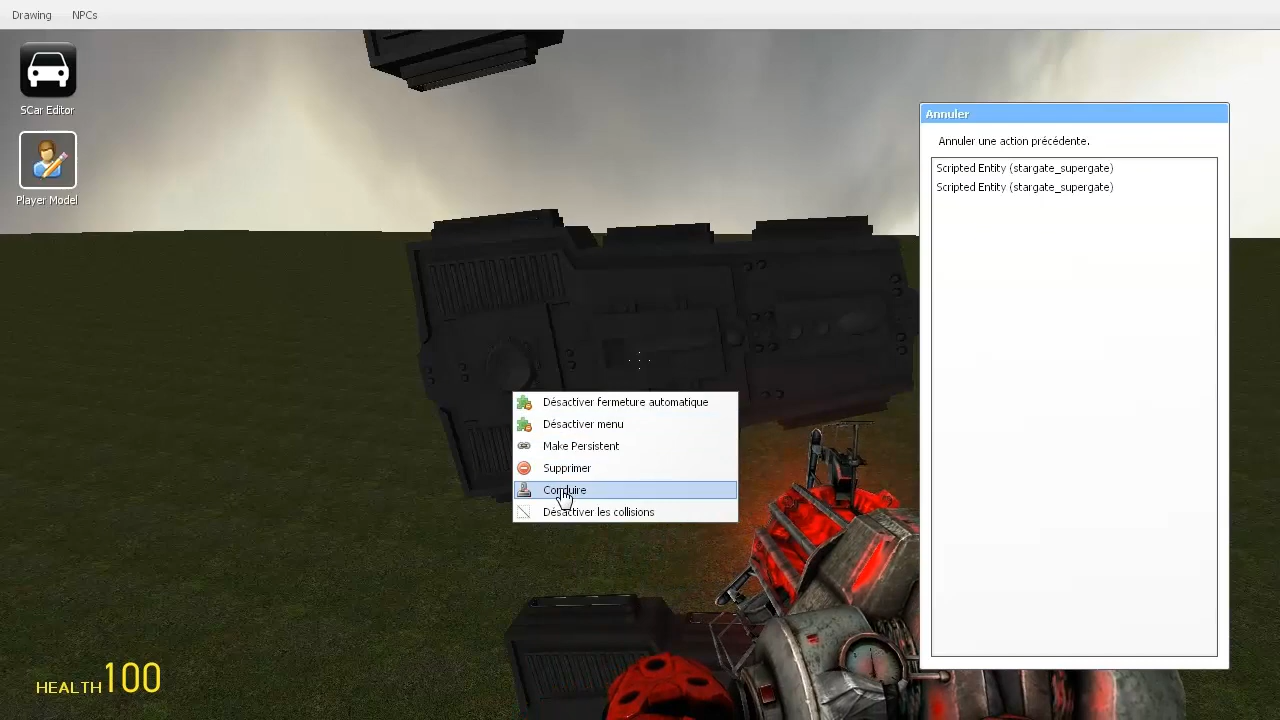 Drawing NPCs
SCar Editor
Player Model
Annuler
Annuler une action précédente.
Scripted Entity (stargate_supergate)
Scripted Entity (stargate_supergate)
Désactiver fermeture automatique
Désactiver menu
Make Persistent
Supprimer
Conduire
Désactiver les collisions
HEALTH 100